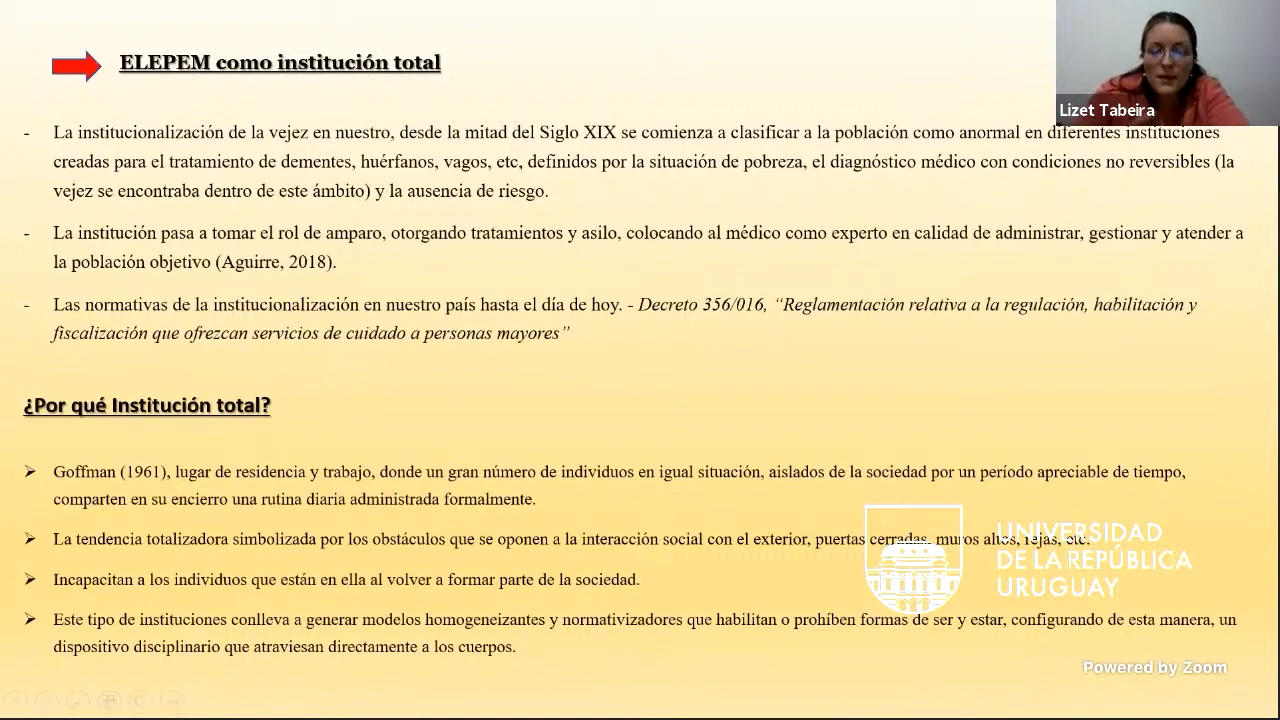 ELEPEM como institución total
Lizet Tabeira
- La institucionalización de la vejez en nuestro, desde la mitad del Siglo XIX se comienza a clasificar a la población como anormal en diferentes instituciones
creadas para el tratamiento de dementes, huérfanos, vagos, etc, definidos por la situación de pobreza, el diagnóstico médico con condiciones no reversibles (la
vejez se encontraba dentro de este ámbito) y la ausencia de riesgo.
- La institución pasa a tomar el rol de amparo, otorgando tratamientos y asilo, colocando al médico como experto en calidad de administrar, gestionar y atender a
la población objetivo (Aguirre, 2018).
- Las normativas de la institucionalización en nuestro país hasta el día de hoy. - Decreto 356/016, “Reglamentación relativa a la regulación, habilitación y
fiscalización que ofrezcan servicios de cuidado a personas mayores”
¿Por qué Institución total?
➢ Goffman (1961), lugar de residencia y trabajo, donde un gran número de individuos en igual situación, aislados de la sociedad por un período apreciable de tiempo,
comparten en su encierro una rutina diaria administrada formalmente.
➢ La tendencia totalizadora simbolizada por los obstáculos que se oponen a la interacción social con el exterior, puertas cerradas, muros altos, rejas, etc.
➢ Incapacitan a los individuos que están en ella al volver a formar parte de la sociedad.
➢ Este tipo de instituciones conlleva a generar modelos homogeneizantes y normativizadores que habilitan o prohíben formas de ser y estar, configurando de esta manera, un
dispositivo disciplinario que atraviesan directamente a los cuerpos.
UNIVERSIDAD
DE LA REPÚBLICA
URUGUAY
Powered by Zoom